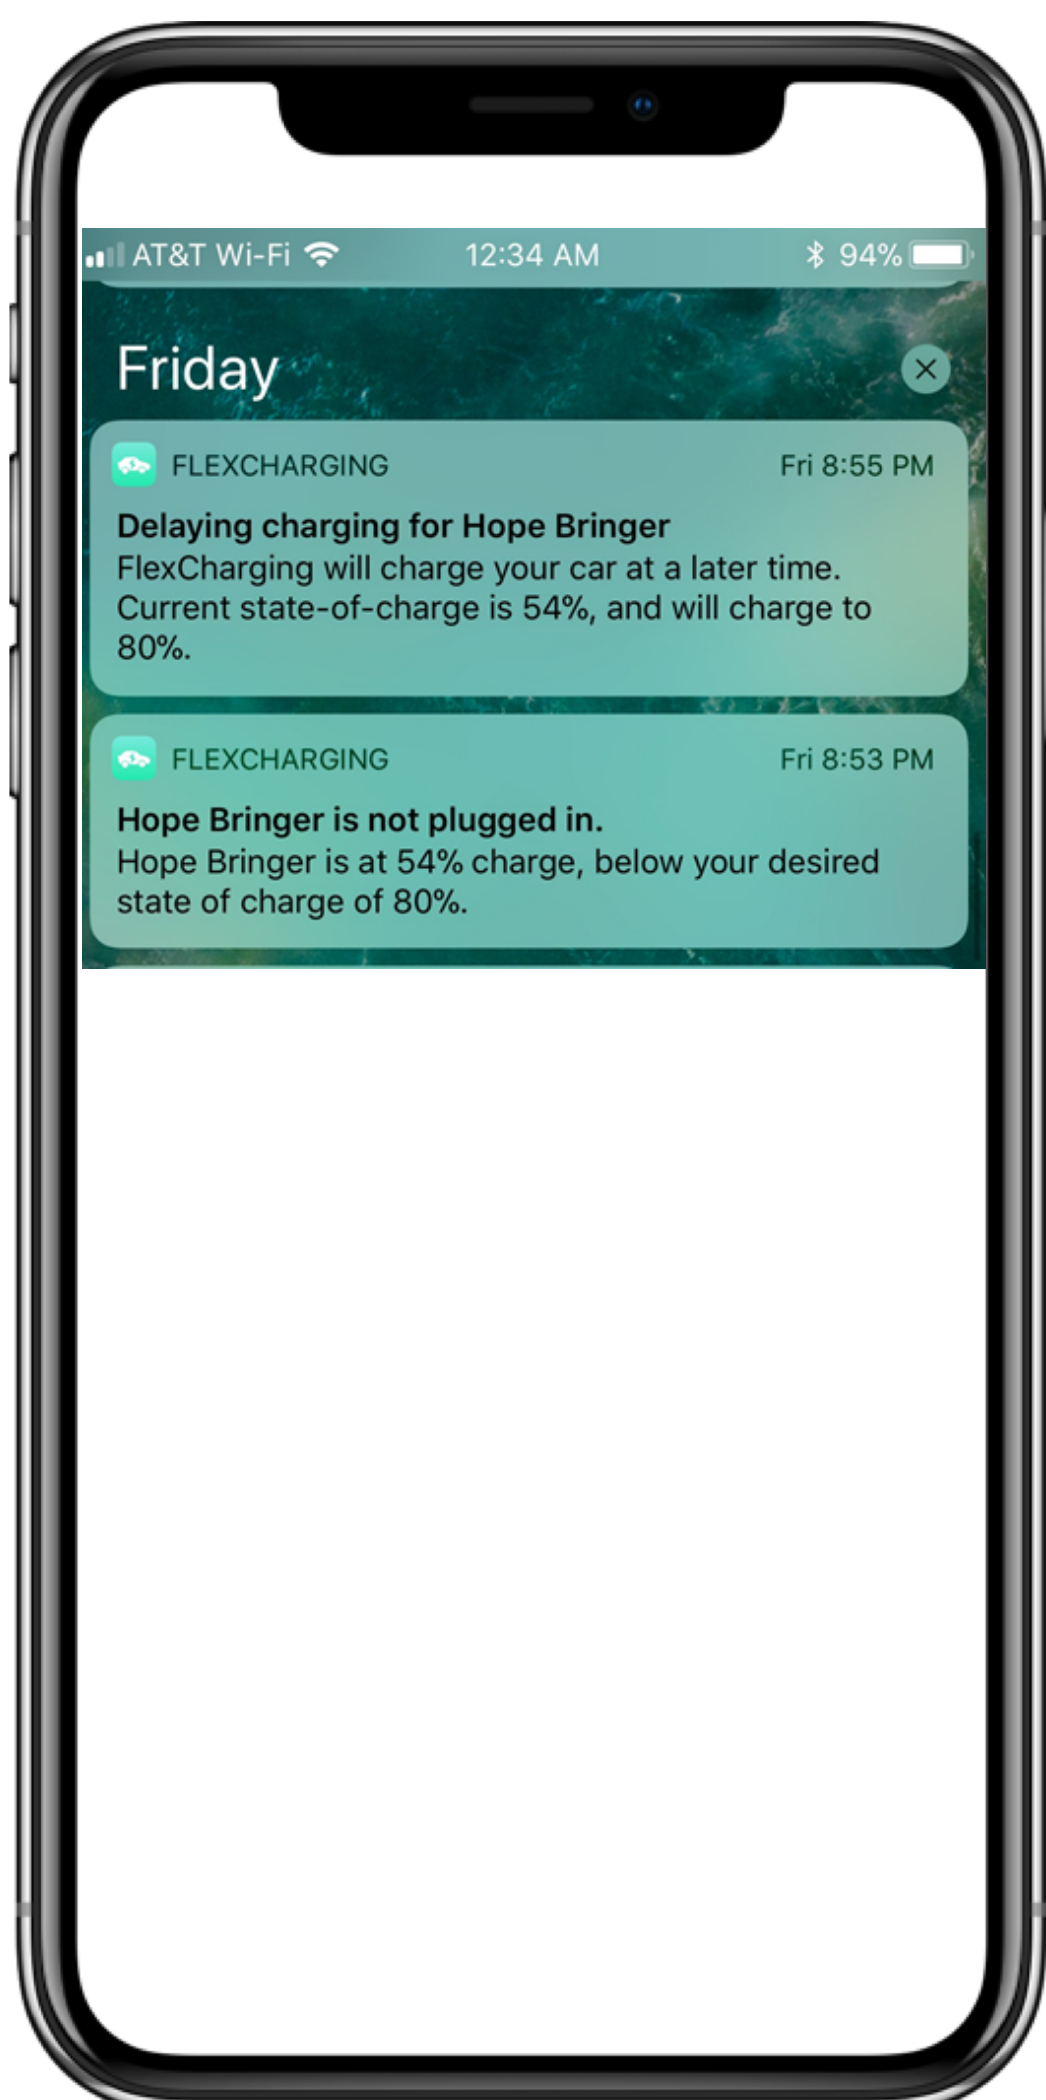 AT&T Wi-Fi 12:34 AM 94%
Friday
FLEXCHARGING Fri 8:55 PM
Delaying charging for Hope Bringer
FlexCharging will charge your car at a later time.
Current state-of-charge is 54%, and will charge to
80%.
FLEXCHARGING Fri 8:53 PM
Hope Bringer is not plugged in.
Hope Bringer is at 54% charge, below your desired
state of charge of 80%.